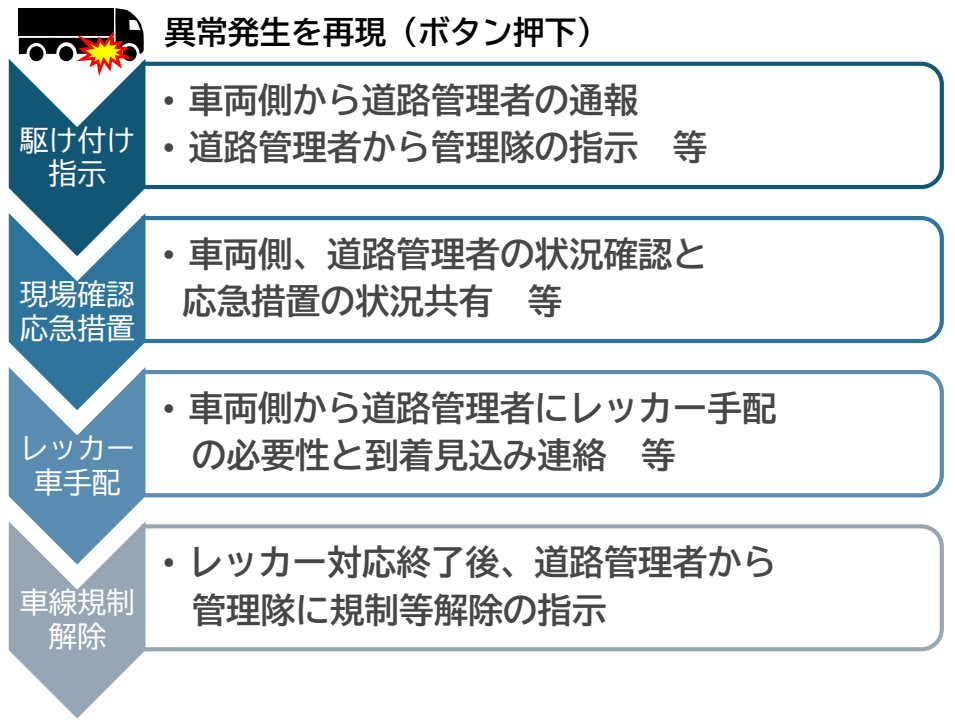 異常発生を再現（ボタン押下）
駆け付け
指示
・車両側から道路管理者の通報
・道路管理者から管理隊の指示　等
現場確認
応急措置
・車両側、道路管理者の状況確認と
応急措置の状況共有　等
レッカー
車手配
・車両側から道路管理者にレッカー手配
の必要性と到着見込み連絡　等
車線規制
解除
・レッカー対応終了後、道路管理者から
管理隊に規制等解除の指示